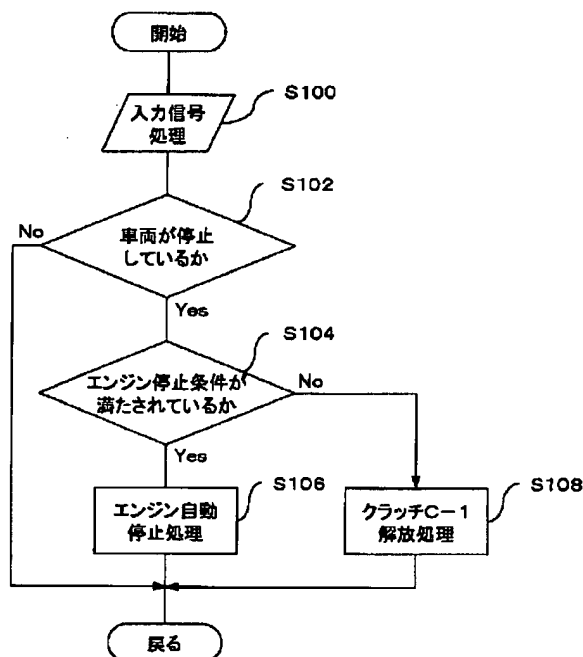 開始
S100
入力信号
処理
S102
No
車両が停止
しているか
Yes
S104
エンジン停止条件が
満たされているか
No
Yes
S106
エンジン自動
停止処理
S108
クラッチC-1
解放処理
戻る